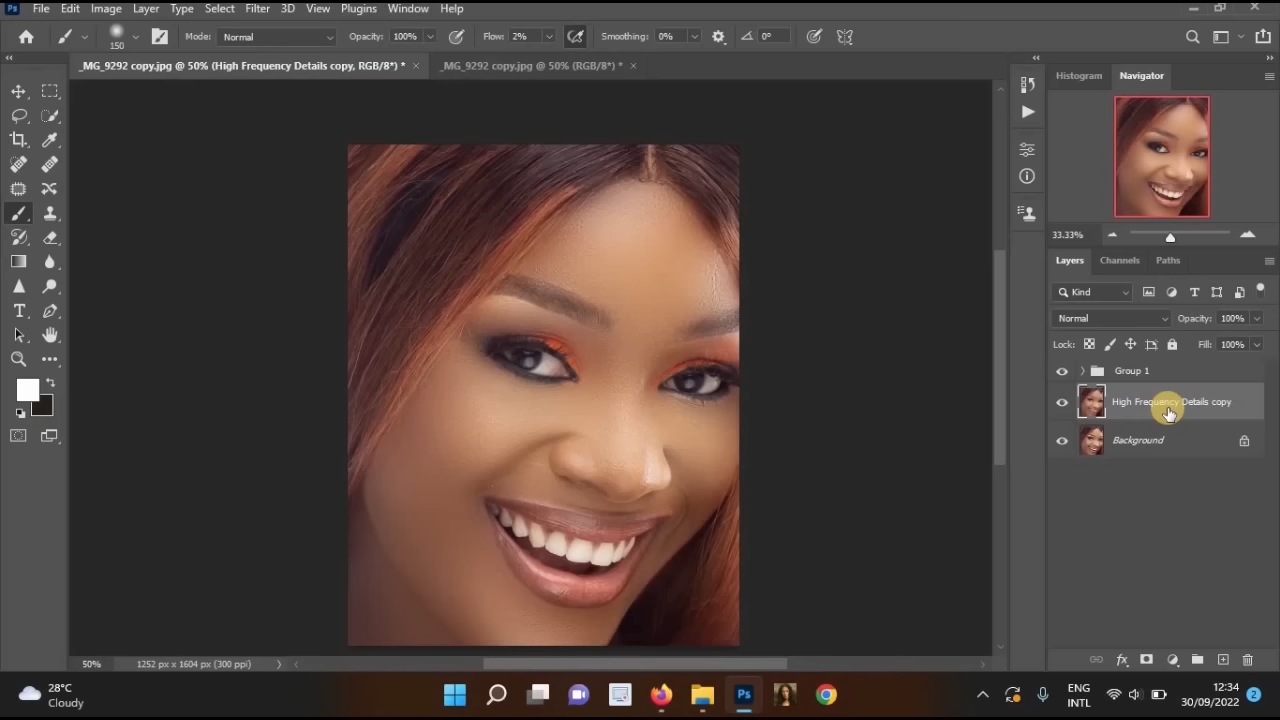 Ps File Edit Image Layer Type Select Filter 3D View Plugins Window Help
150 Mode: Normal Opacity: 100% Flow: 2% Smoothing: 0% 0°
_MG_9292 copy.jpg @ 50% (High Frequency Details copy, RGB/8*) * × _MG_9292 copy.jpg @ 50% (RGB/8*) * ×
Histogram Navigator
33.33%
Layers Channels Paths
Kind
Normal Opacity: 100%
Lock: Fill: 100%
Group 1
High Frequency Details copy
Background
50% 1252 px x 1604 px (300 ppi)
28°C
Cloudy
Ps
ENG
INTL
12:34
30/09/2022
2